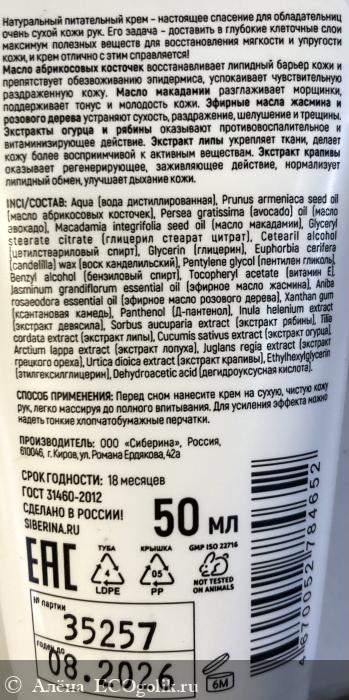 Натуральный питательный крем - настоящее спасение для обладательниц
очень сухой кожи рук. Его задача - доставить в глубокие клеточные слои
максимум полезных веществ для восстановления мягкости и упругости
кожи, и крем отлично с этим справляется!
Масло абрикосовых косточек восстанавливает липидный барьер кожи и
препятствует обезвоживанию эпидермиса, успокаивает чувствительную
раздраженную кожу. Масло макадамии разглаживает морщинки,
поддерживает тонус и молодость кожи. Эфирные масла жасмина и
розового дерева устраняют сухость, раздражение, шелушение и трещины.
Экстракты огурца и рябины оказывают противовоспалительное и
витаминизирующее действие. Экстракт липы укрепляет ткани, делает
кожу более восприимчивой к активным веществам. Экстракт крапивы
оказывает регенерирующее, заживляющее действие, нормализует
липидный обмен, улучшает дыхание кожи.
INCI/СОСТАВ: Aqua (вода дистиллированная), Prunus armeniaca seed oil
(масло абрикосовых косточек), Persea gratissima (avocado) oil (масло
авокадо), Macadamia integrifolia seed oil (масло макадамии), Glyceryl
stearate citrate (глицерил стеарат цитрат), Cetearil alcohol
(цетилстеариловый спирт), Glycerin (глицерин), Euphorbia cerifera
(candelilla) wax (воск канделильский), Pentylene glycol (пентилен гликоль),
Benzyl alcohol (бензиловый спирт), Tocopheryl acetate (витамин Е),
Jasminum grandiflorum essential oil (эфирное масло жасмина), Aniba
rosaeodora essential oil (эфирное масло розового дерева), Xanthan gum
(ксантановая камедь), Panthenol (Д-пантенол), Inula helenium extract
(экстракт девясила), Sorbus aucuparia extract (экстракт рябины), Tilia
cordata extract (экстракт липы), Cucumis sativus extract (экстракт огурца),
Arctium lappa extract (экстракт лопуха), Juglans regia extract (экстракт
грецкого ореха), Urtica dioica extract (экстракт крапивы), Ethylhexylglycerin
(этилгексилглицерин), Dehydroacetic acid (дегидроуксусная кислота).
СПОСОБ ПРИМЕНЕНИЯ: Перед сном нанесите крем на сухую, чистую кожу
рук, легко массируя до полного впитывания. Для усиления эффекта можно
надеть тонкие хлопчатобумажные перчатки.
ПРОИЗВОДИТЕЛЬ: ООО «Сиберина», Россия,
610046, г. Киров, ул. Романа Ердякова, 42а
СРОК ГОДНОСТИ: 18 месяцев
ГОСТ 31460-2012
СДЕЛАНО В РОССИИ!
SIBERINA.RU
50 МЛ
EAC
ТУБА
LDPE
КРЫШКА
05
PP
GMP ISO 22716
NOT TESTED
ON ANIMALS
№ партии
35257
годен до
08.2026
6М
4670052784652
© Алёна ECOgolik.ru